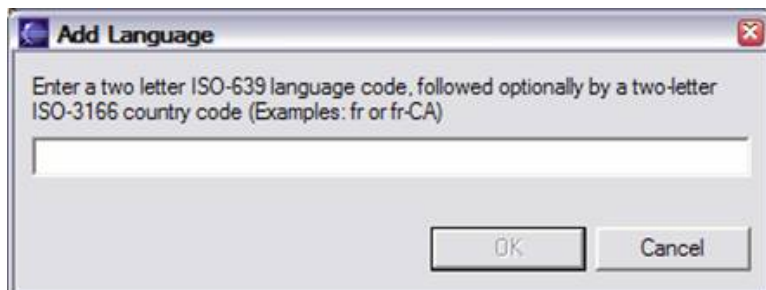 Add Language
Enter a two letter ISO-639 language code, followed optionally by a two-letter
ISO-3166 country code (Examples: fr or fr-CA)
OK
Cancel